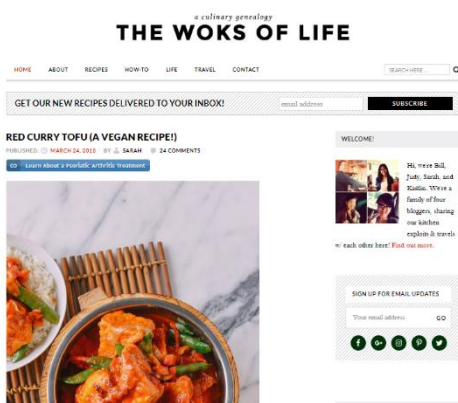 a culinary genealogy
THE WOKS OF LIFE
HOME ABOUT RECIPES HOW-TO LIFE TRAVEL CONTACT
SEARCH HERE ...
GET OUR NEW RECIPES DELIVERED TO YOUR INBOX!
email address
SUBSCRIBE
RED CURRY TOFU (A VEGAN RECIPE!)
PUBLISHED: MARCH 24, 2018 BY SARAH 24 COMMENTS
Learn About a Psoriatic Arthritis Treatment
WELCOME!
Hi, we're Bill,
Judy, Sarah, and
Kaitlin. We're a
family of four
bloggers, sharing
our kitchen
exploits & travels
w/ each other here! Find out more.
SIGN UP FOR EMAIL UPDATES
Your email address GO